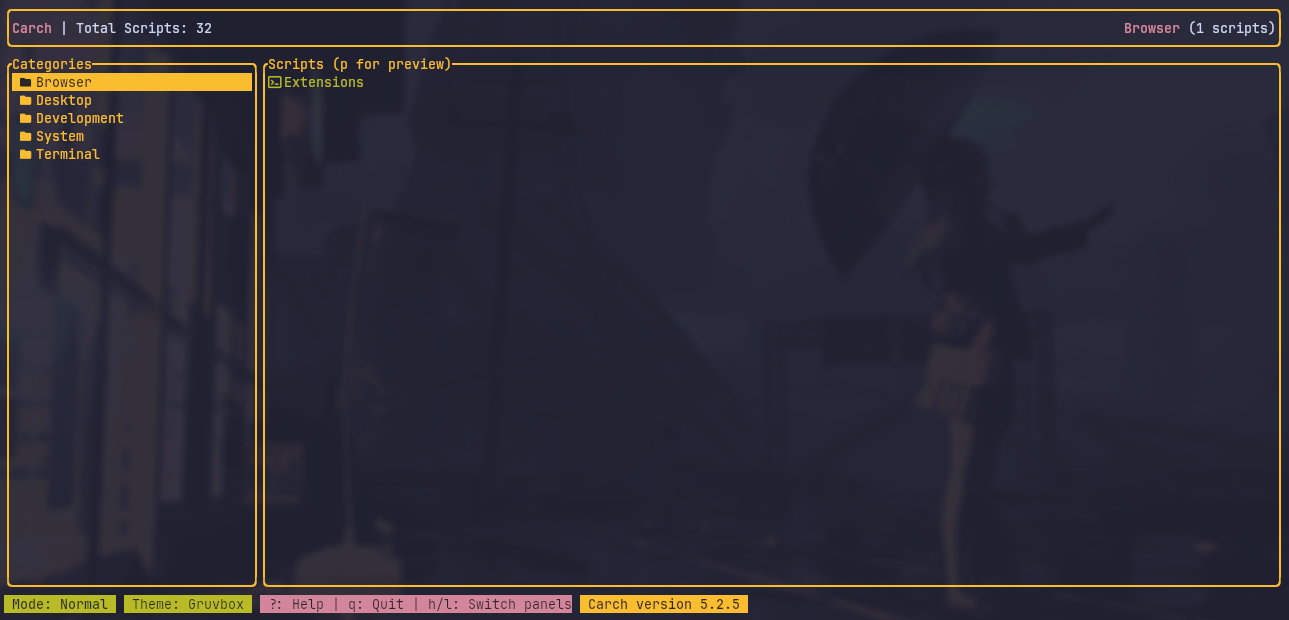 Carch | Total Scripts: 32 Browser (1 scripts)
Categories
Browser
Desktop
Development
System
Terminal
Scripts (p for preview)
Extensions
Mode: Normal Theme: Gruvbox ?: Help | q: Quit | h/l: Switch panels Carch version 5.2.5